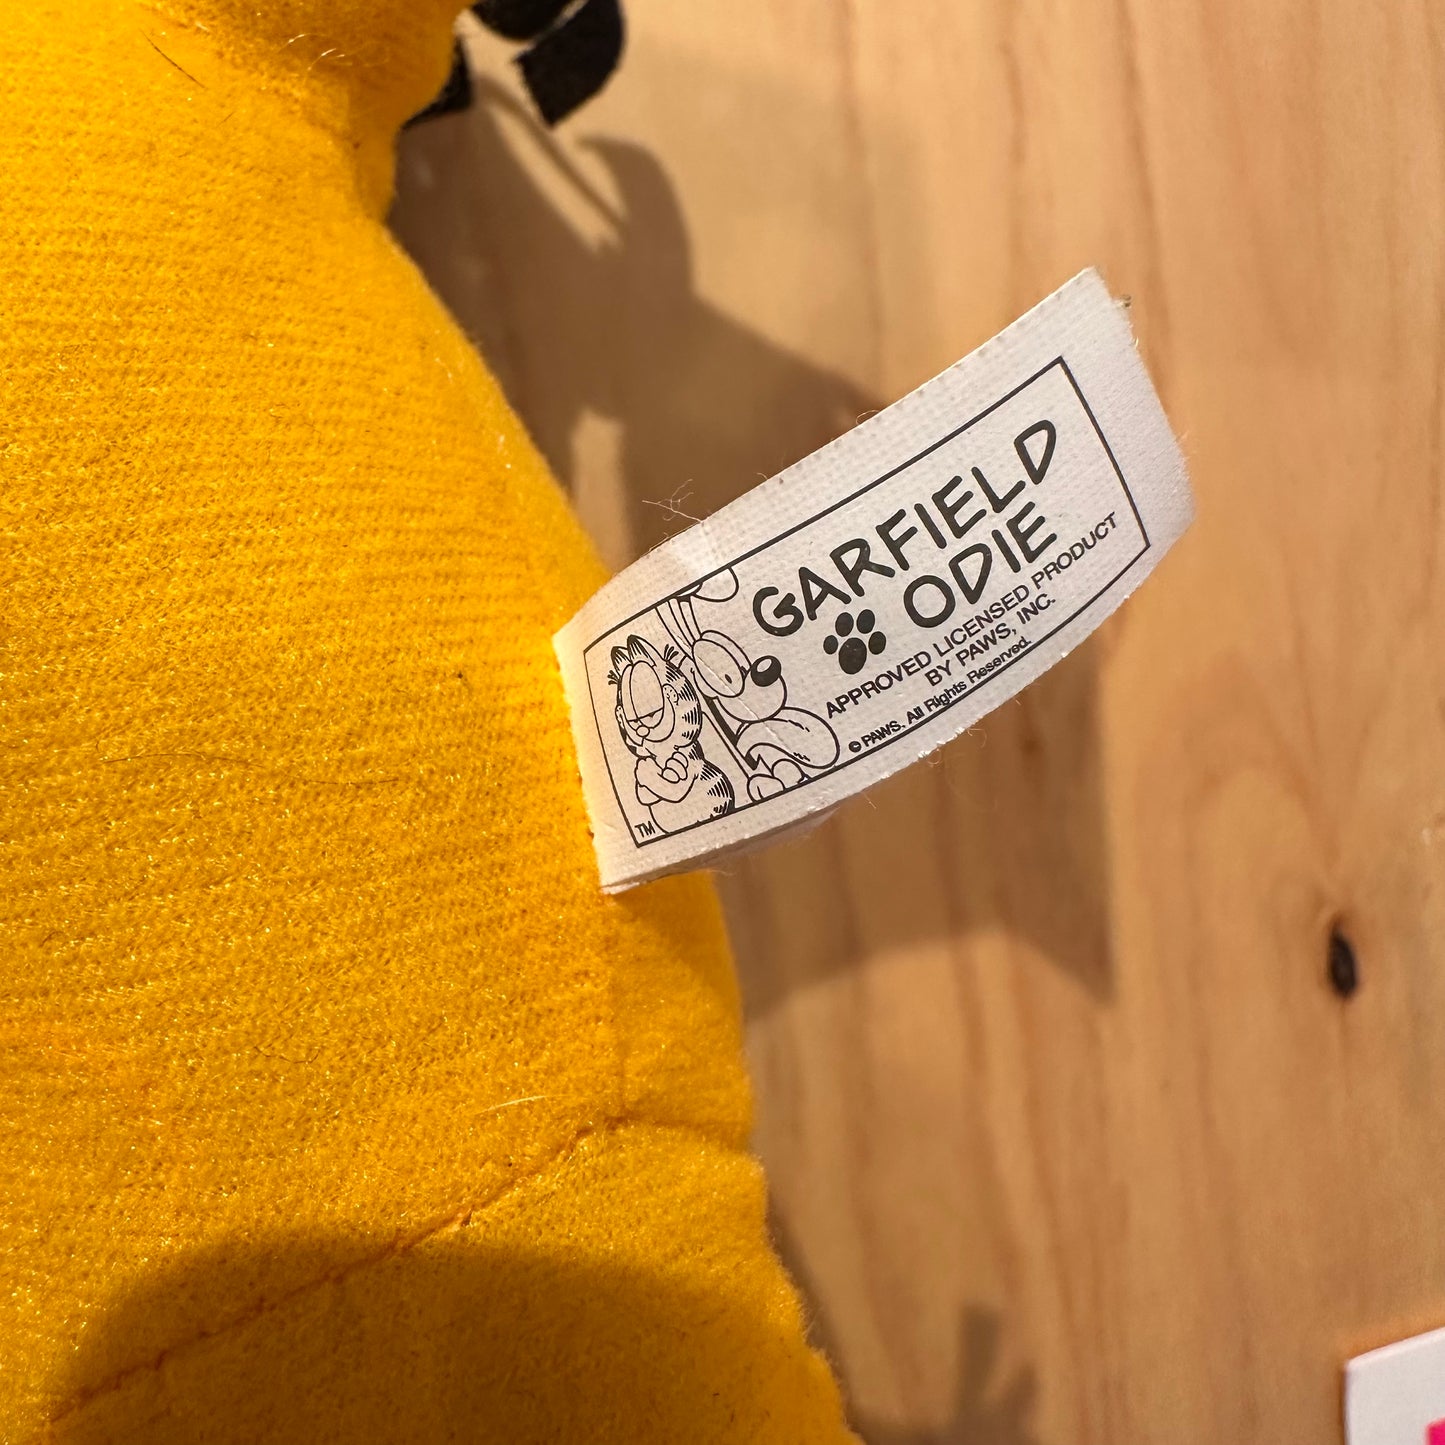 GARFIELD
ODIE
APPROVED LICENSED PRODUCT
BY PAWS, INC.
© PAWS. All Rights Reserved.
TM